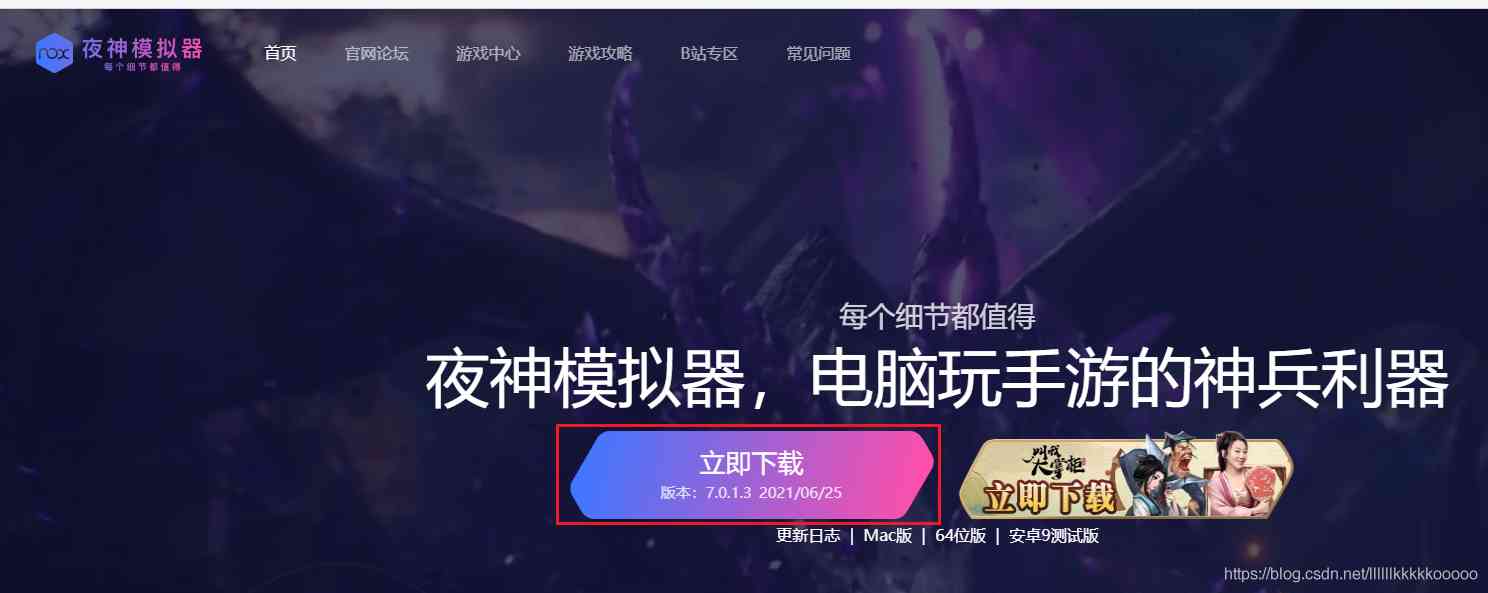 nox 夜神模拟器
每个细节都值得
首页 官网论坛 游戏中心 游戏攻略 B站专区 常见问题
每个细节都值得
夜神模拟器，电脑玩手游的神兵利器
立即下载
版本：7.0.1.3 2021/06/25
叫我
大掌柜
立即下载
更新日志 | Mac版 | 64位版 | 安卓9测试版
https://blog.csdn.net/llllllkkkkkooooo